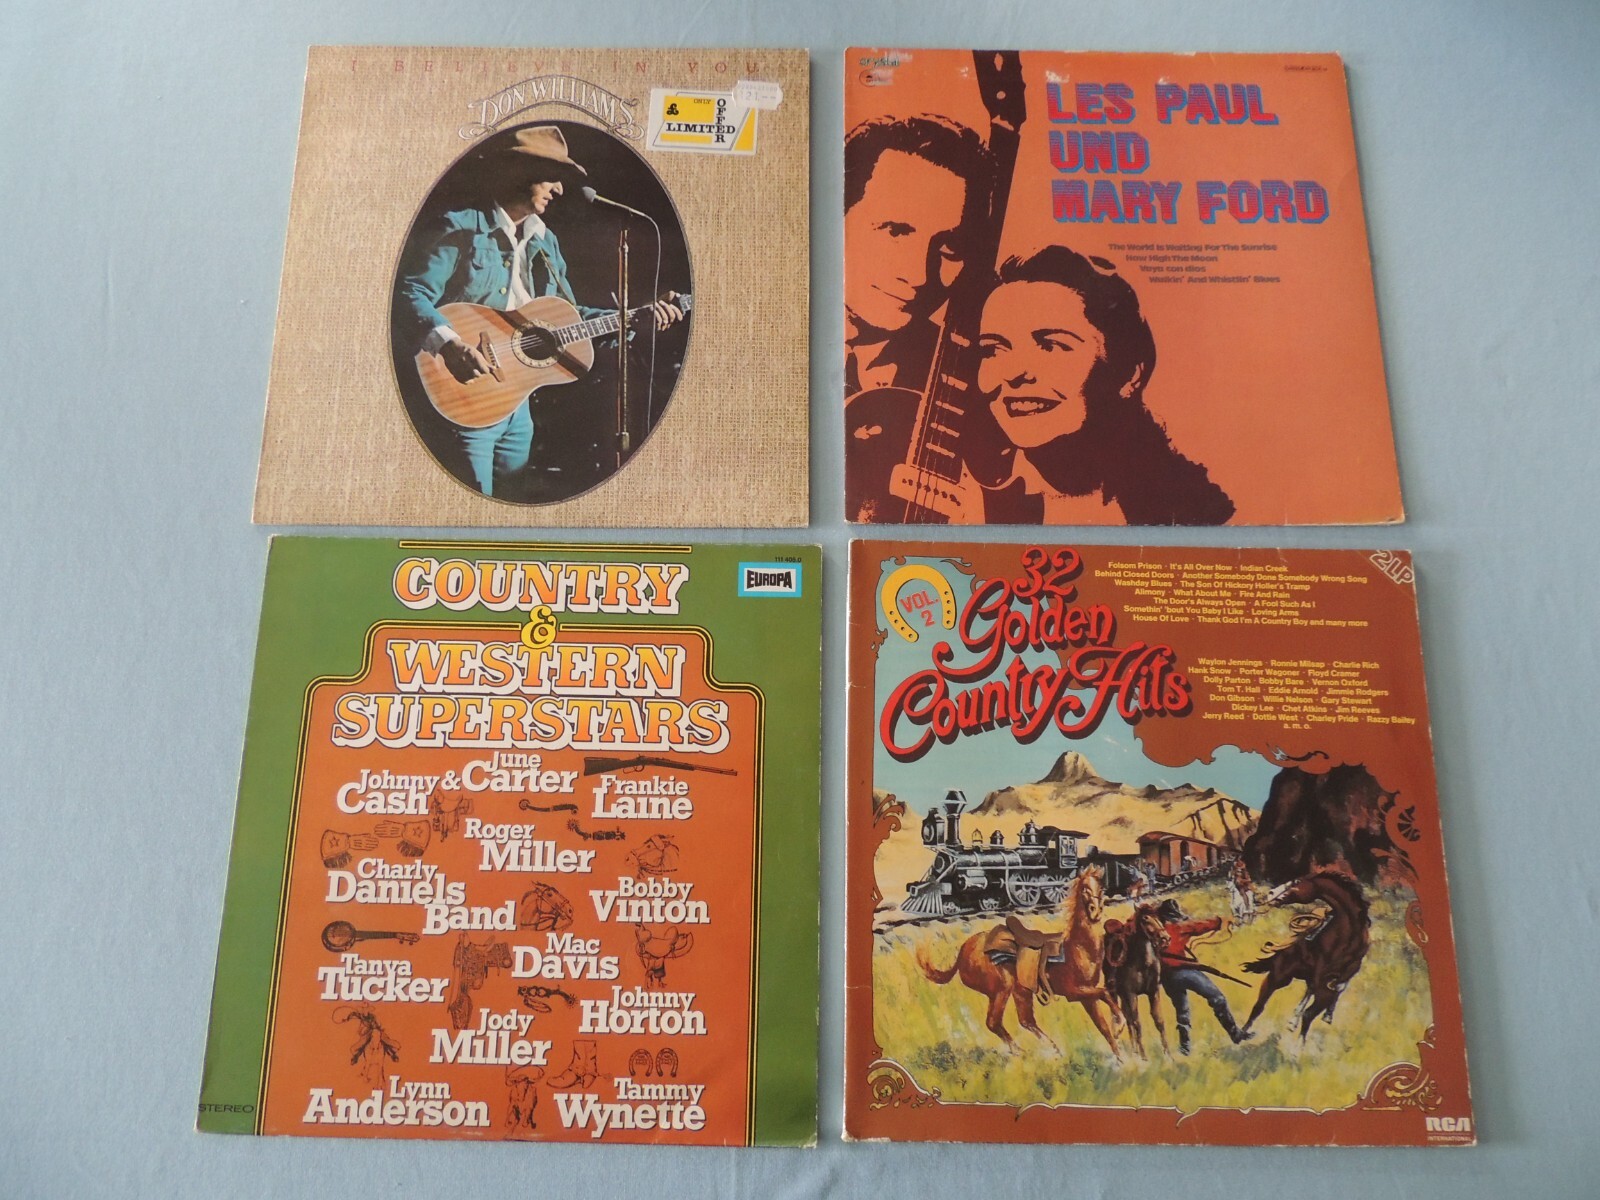 I BELIEVE IN YOU
DON WILLIAMS
ONLY
LIMITED
OFFER
LES PAUL
UND
MARY FORD
The World Is Waiting For The Sunrise
How High The Moon
Vaya con dios
Walkin' And Whistlin' Blues
111 408.0
EUROPA
COUNTRY
&
WESTERN
SUPERSTARS
Johnny & June
Cash Carter
Frankie
Laine
Roger
Miller
Charly
Daniels
Band
Bobby
Vinton
Mac
Davis
Tanya
Tucker
Johnny
Horton
Jody
Miller
Lynn
Anderson
Tammy
Wynette
STEREO
2LP
VOL.
2
32
Golden
Country Hits
Folsom Prison · It's All Over Now · Indian Creek
Behind Closed Doors · Another Somebody Done Somebody Wrong Song
Washday Blues · The Son Of Hickory Holler's Tramp
Alimony · What About Me · Fire And Rain
The Door's Always Open · A Fool Such As I
Somethin' 'bout You Baby I Like · Loving Arms
House Of Love · Thank God I'm A Country Boy and many more
Waylon Jennings · Ronnie Milsap · Charlie Rich
Hank Snow · Porter Wagoner · Floyd Cramer
Dolly Parton · Bobby Bare · Vernon Oxford
Tom T. Hall · Eddie Arnold · Jimmie Rodgers
Don Gibson · Willie Nelson · Gary Stewart
Dickey Lee · Chet Atkins · Jim Reeves
Jerry Reed · Dottie West · Charley Pride · Razzy Bailey
a. m. o.
RCA
INTERNATIONAL